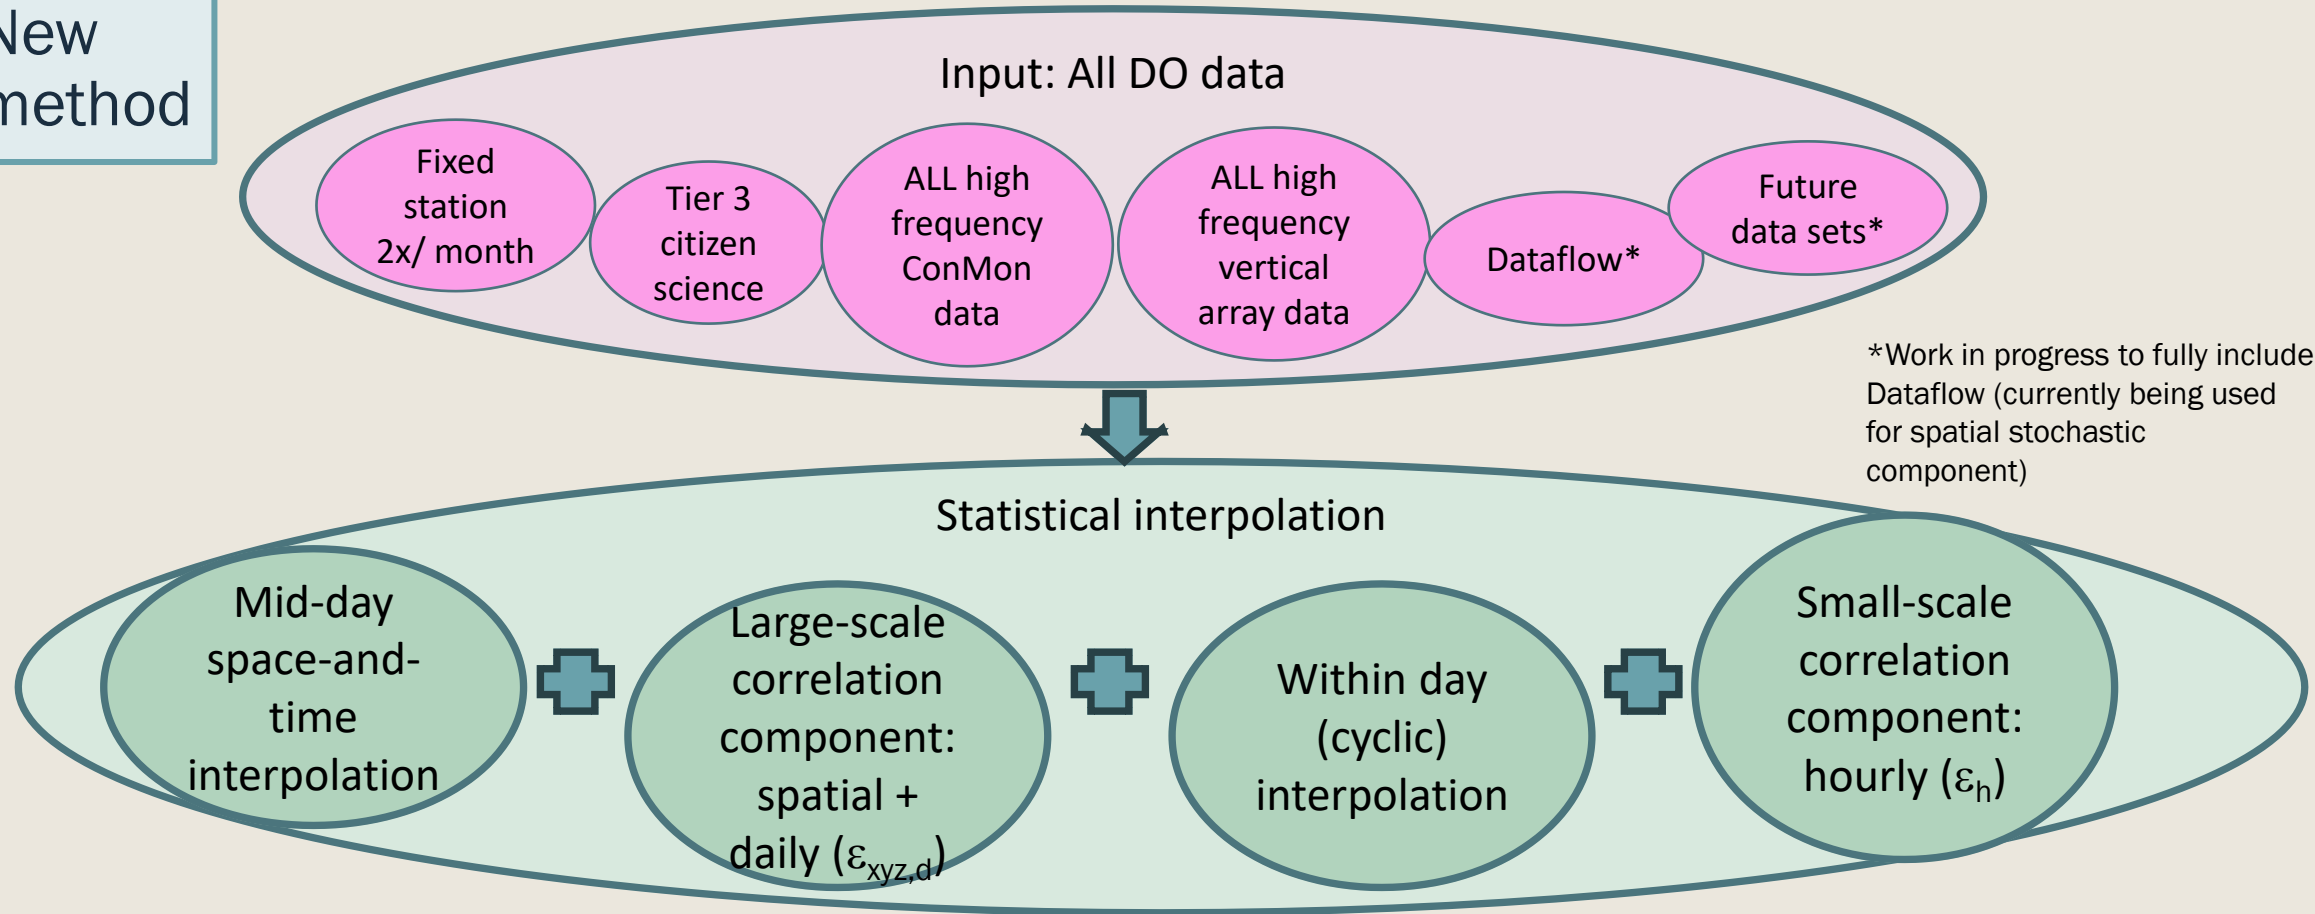 New
method
Input: All DO data
Fixed
station
2x/ month
Tier 3
citizen
science
ALL high
frequency
ConMon
data
ALL high
frequency
vertical
array data
Dataflow*
Future
data sets*
*Work in progress to fully include
Dataflow (currently being used
for spatial stochastic
component)
Statistical interpolation
Mid-day
space-and-
time
interpolation
Large-scale
correlation
component:
spatial +
daily (εxyz,d)
Within day
(cyclic)
interpolation
Small-scale
correlation
component:
hourly (εh)